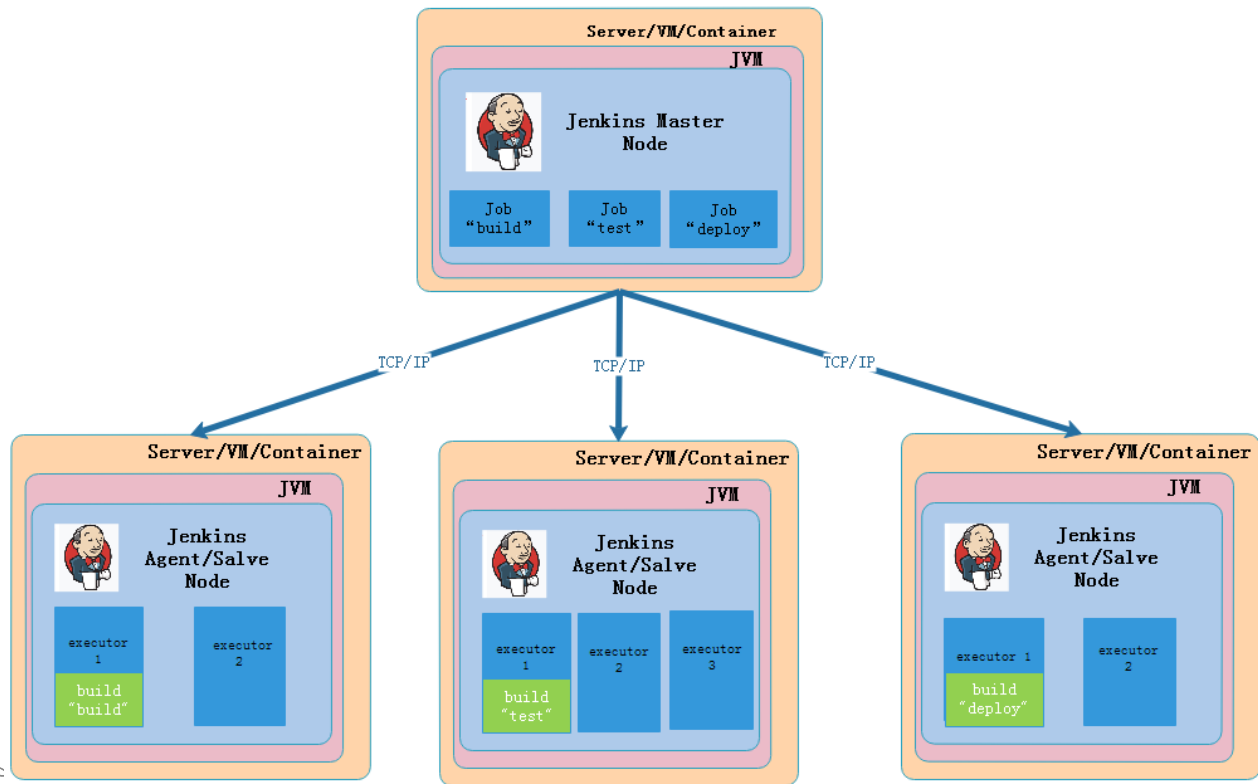 Server/VM/Container
JVM
Jenkins Master
Node
Job
“build”
Job
“test”
Job
“deploy”
TCP/IP
TCP/IP
TCP/IP
Server/VM/Container
JVM
Jenkins
Agent/Salve
Node
executor
1
build
"build"
executor
2
Server/VM/Container
JVM
Jenkins
Agent/Salve
Node
executor
1
build
"test"
executor
2
executor
3
Server/VM/Container
JVM
Jenkins
Agent/Salve
Node
executor 1
build
"deploy"
executor
2